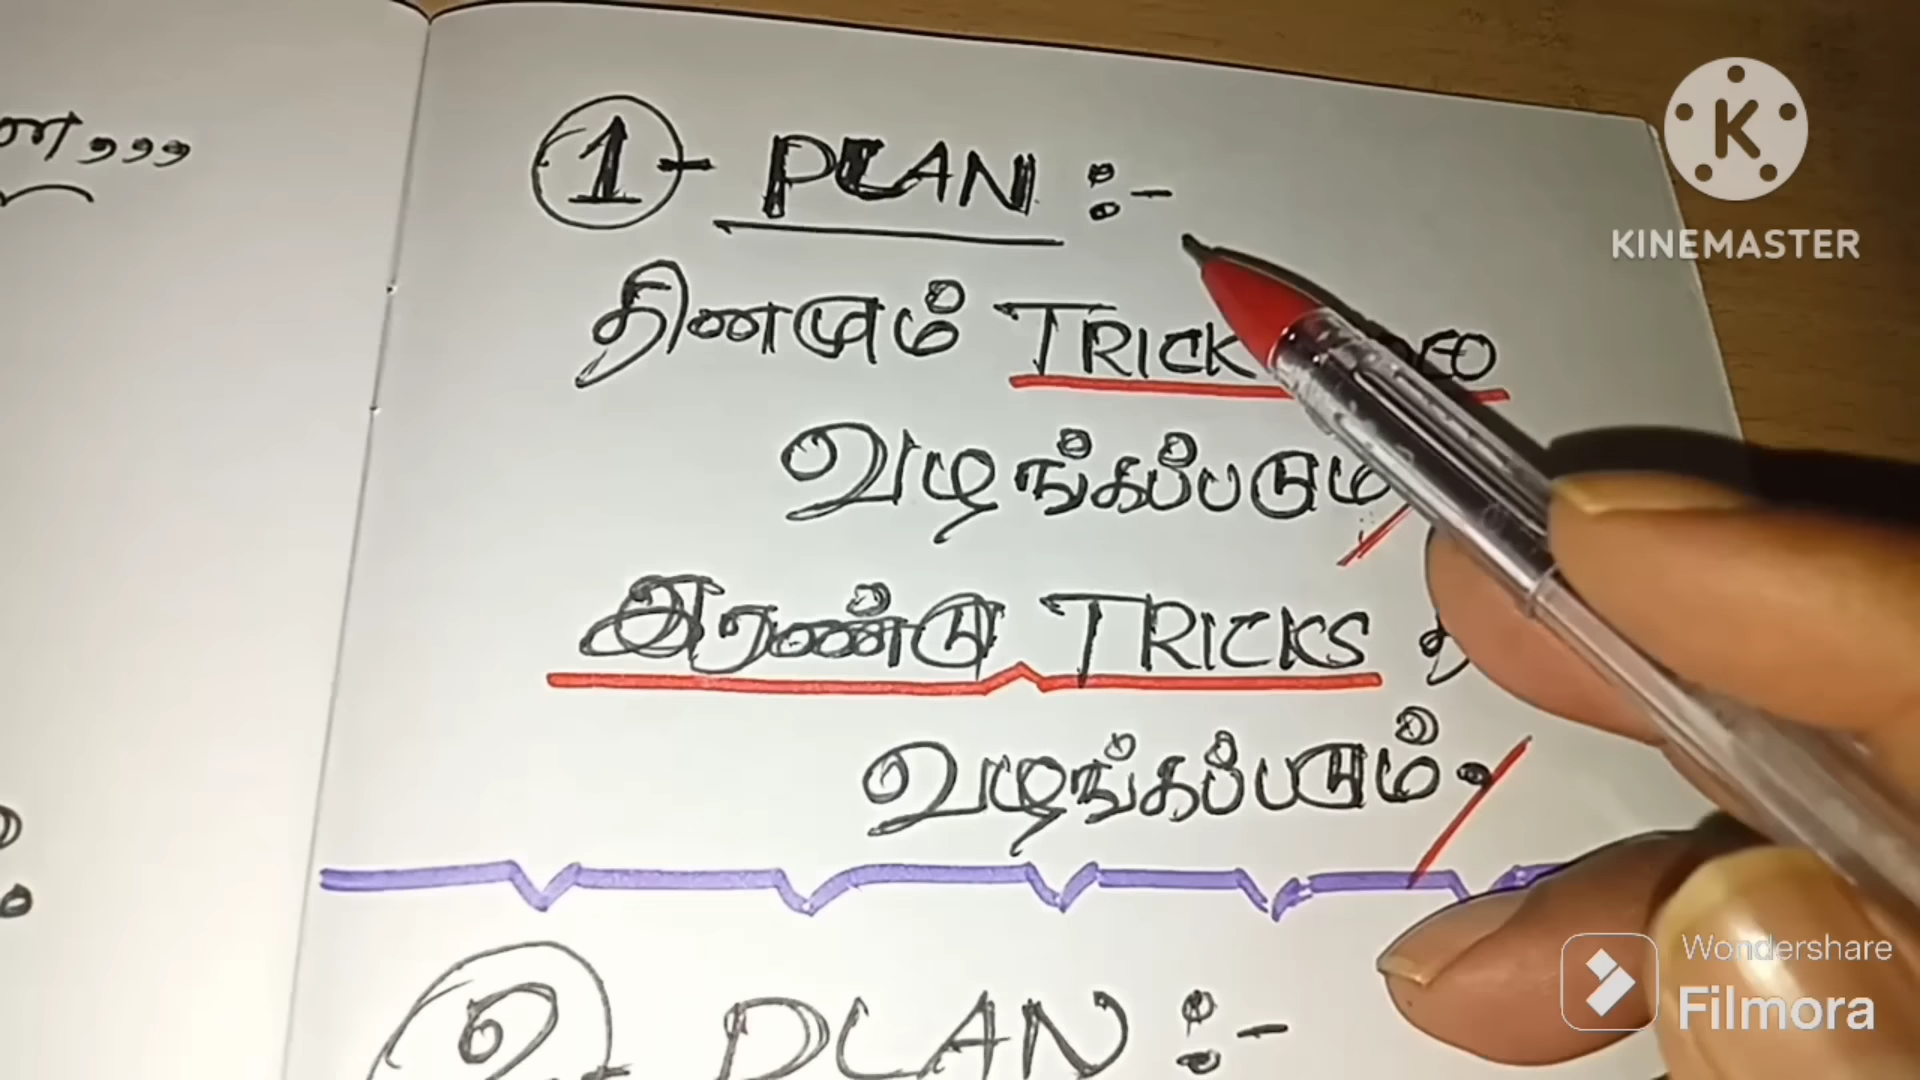 1 - PLAN :-
KINEMASTER
தினமும் TRICK
வழங்கப்படும்
இரண்டு TRICKS
வழங்கப்படும்.
2 - PLAN :-
Wondershare
Filmora